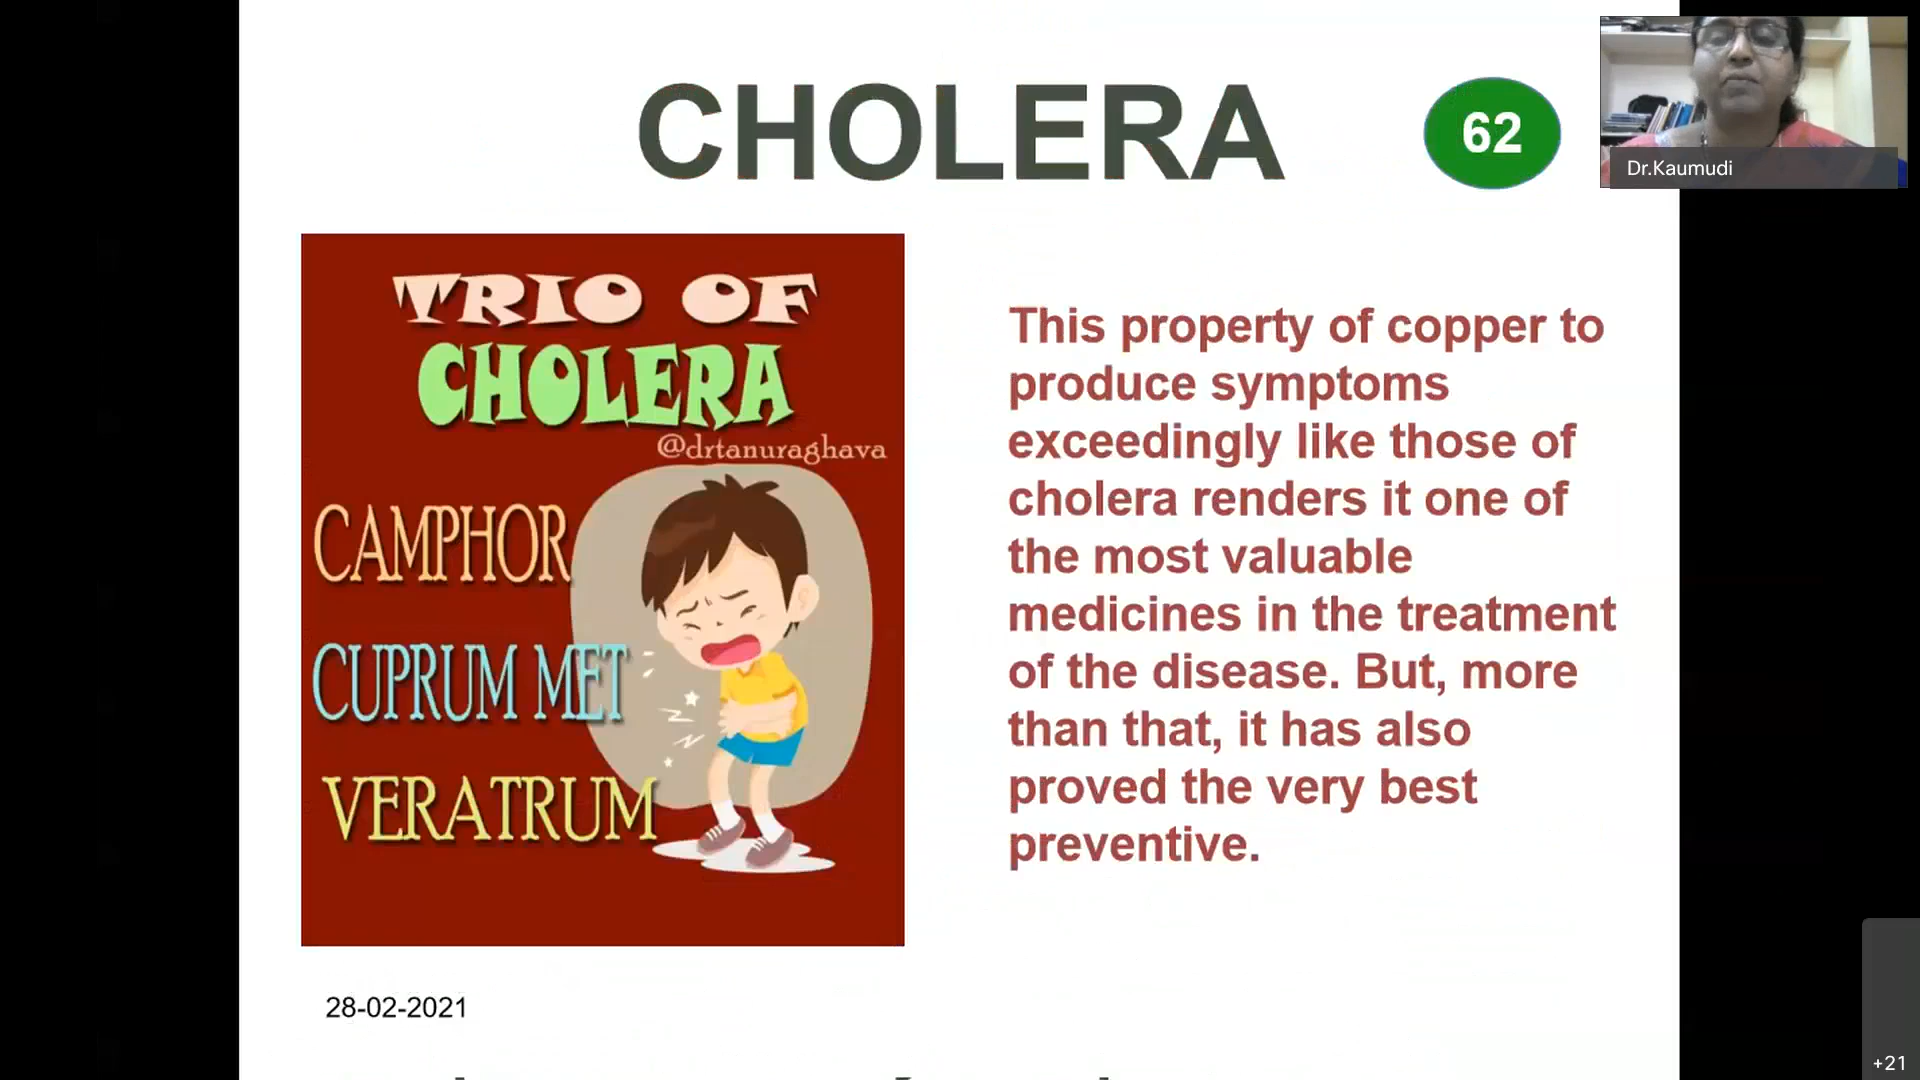 CHOLERA
62
Dr.Kaumudi
TRIO OF
CHOLERA
@drtanuraghava
CAMPHOR
CUPRUM MET
VERATRUM
This property of copper to
produce symptoms
exceedingly like those of
cholera renders it one of
the most valuable
medicines in the treatment
of the disease. But, more
than that, it has also
proved the very best
preventive.
28-02-2021
+21